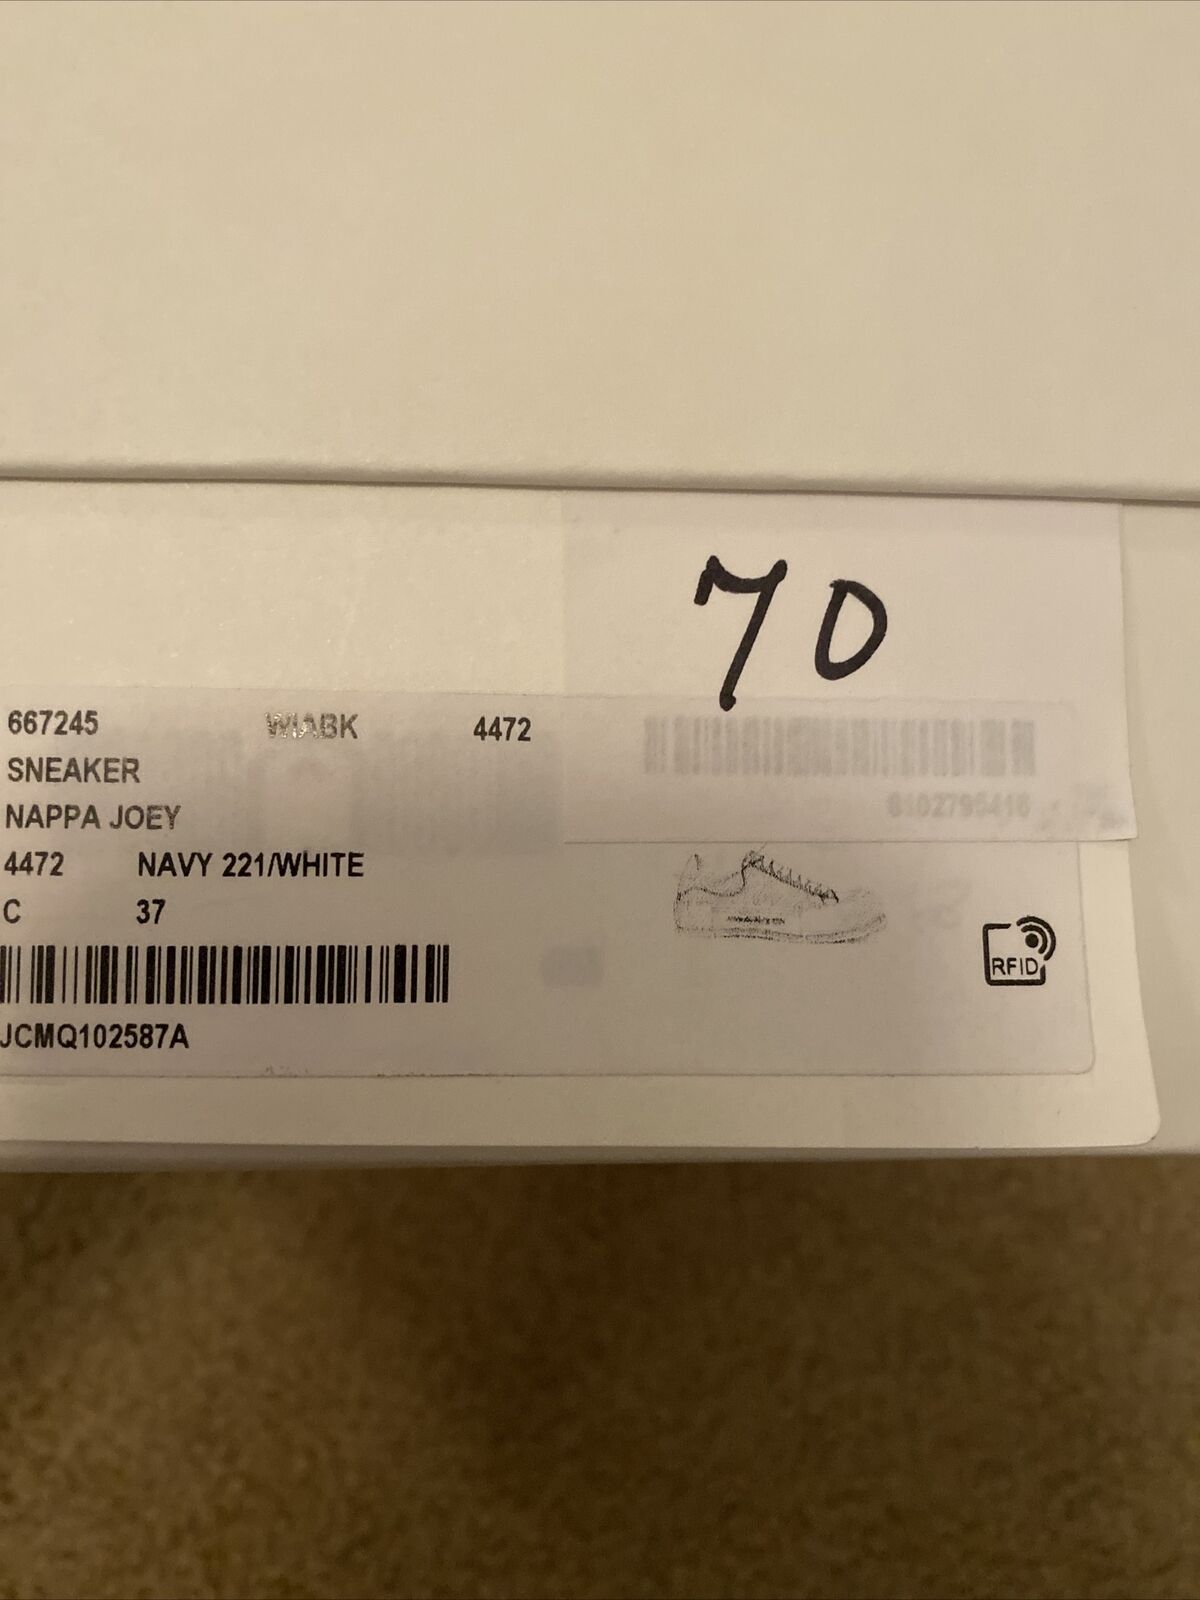 70
667245 WIABK 4472
SNEAKER
NAPPA JOEY
4472 NAVY 221/WHITE
C 37
RFID
JCMQ102587A